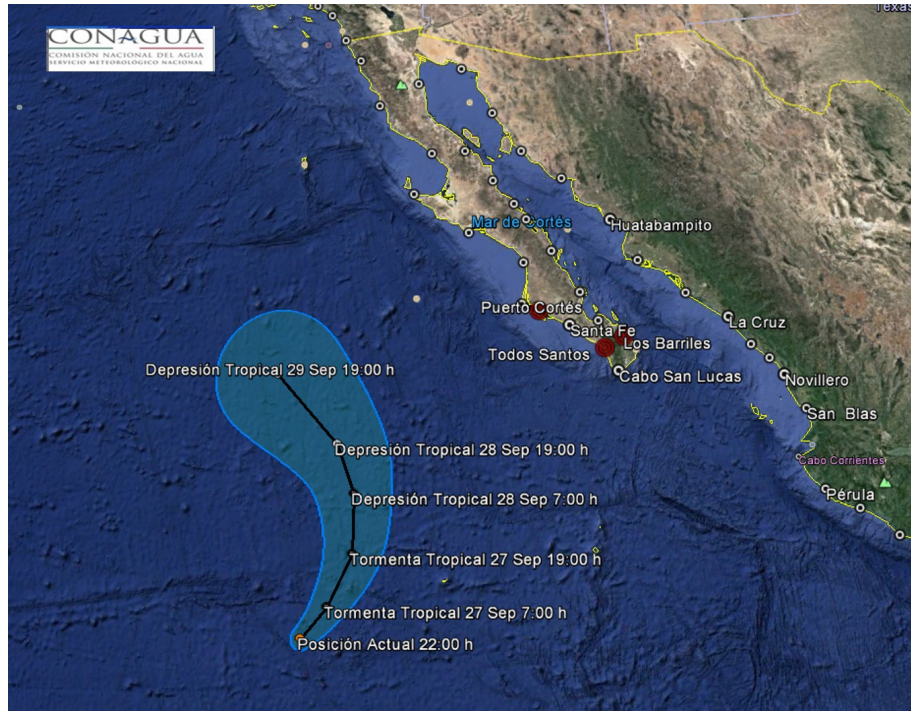 Texas
CONAGUA
COMISIÓN NACIONAL DEL AGUA
SERVICIO METEOROLÓGICO NACIONAL
Mar de Cortés
Huatabampito
Puerto Cortés
La Cruz
Santa Fe
Los Barriles
Todos Santos
Depresión Tropical 29 Sep 19:00 h
Cabo San Lucas
Novillero
San Blas
Depresión Tropical 28 Sep 19:00 h
Cabo Corrientes
Pérula
Depresión Tropical 28 Sep 7:00 h
Tormenta Tropical 27 Sep 19:00 h
Tormenta Tropical 27 Sep 7:00 h
Posición Actual 22:00 h